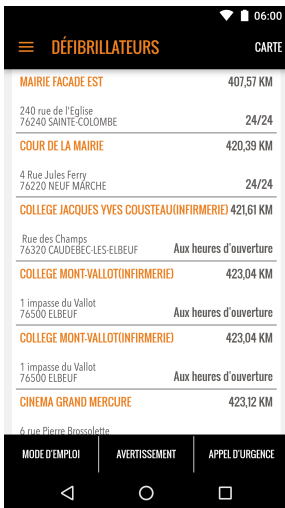 06:00
DÉFIBRILLATEURS CARTE
MAIRIE FACADE EST 407,57 KM
240 rue de l'Eglise
76240 SAINTE-COLOMBE 24/24
COUR DE LA MAIRIE 420,39 KM
4 Rue Jules Ferry
76220 NEUF MARCHE 24/24
COLLEGE JACQUES YVES COUSTEAU(INFIRMERIE) 421,61 KM
Rue des Champs
76320 CAUDEBEC-LES-ELBEUF Aux heures d'ouverture
COLLEGE MONT-VALLOT(INFIRMERIE) 423,04 KM
1 impasse du Vallot
76500 ELBEUF Aux heures d'ouverture
COLLEGE MONT-VALLOT(INFIRMERIE) 423,04 KM
1 impasse du Vallot
76500 ELBEUF Aux heures d'ouverture
CINEMA GRAND MERCURE 423,12 KM
6 rue Pierre Brossolette
MODE D'EMPLOI AVERTISSEMENT APPEL D'URGENCE